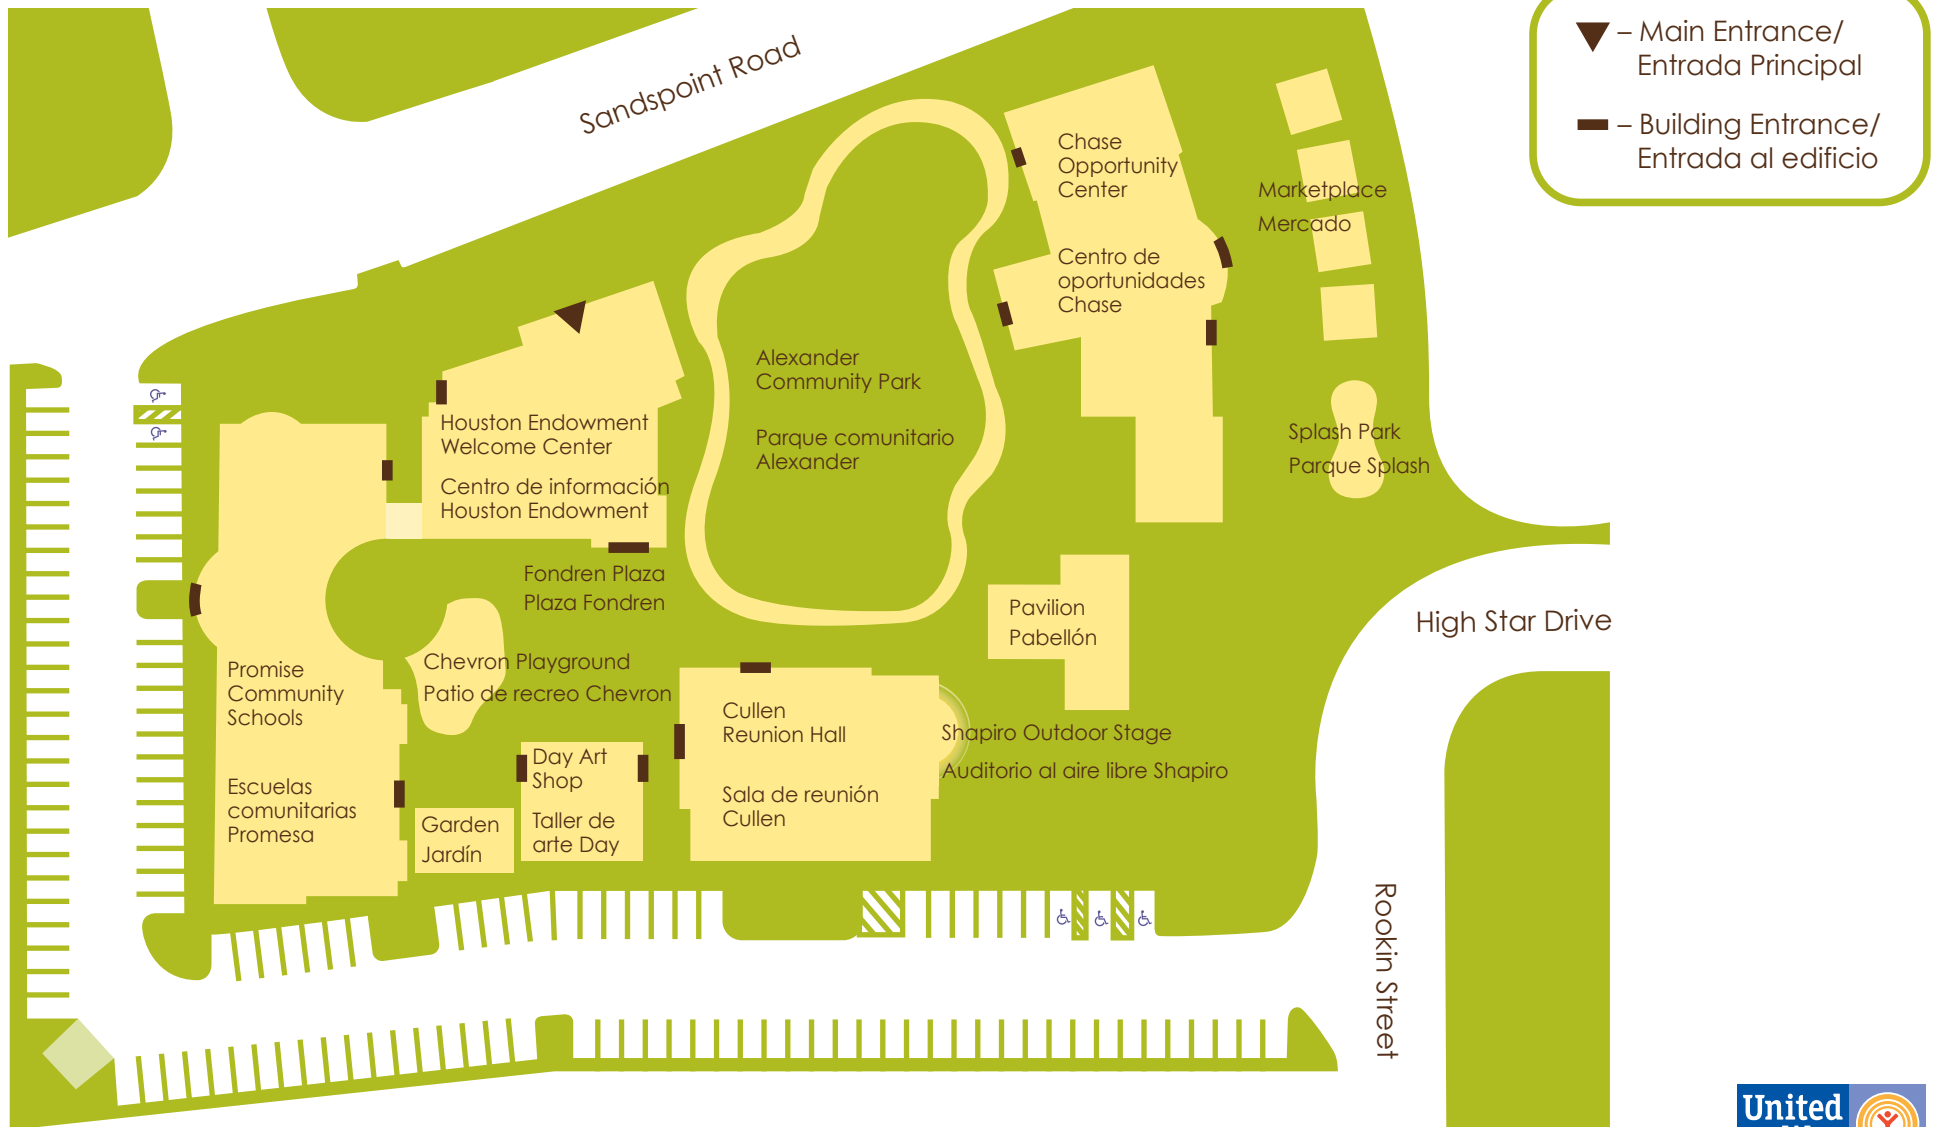 – Main Entrance/
Entrada Principal
– Building Entrance/
Entrada al edificio
Sandspoint Road
Chase
Opportunity
Center
Centro de
oportunidades
Chase
Marketplace
Mercado
Alexander
Community Park
Parque comunitario
Alexander
Houston Endowment
Welcome Center
Centro de información
Houston Endowment
Splash Park
Parque Splash
Fondren Plaza
Plaza Fondren
Pavilion
Pabellón
High Star Drive
Promise
Community
Schools
Escuelas
comunitarias
Promesa
Chevron Playground
Patio de recreo Chevron
Cullen
Reunion Hall
Sala de reunión
Cullen
Shapiro Outdoor Stage
Auditorio al aire libre Shapiro
Day Art
Shop
Taller de
arte Day
Garden
Jardín
Rookin Street
United